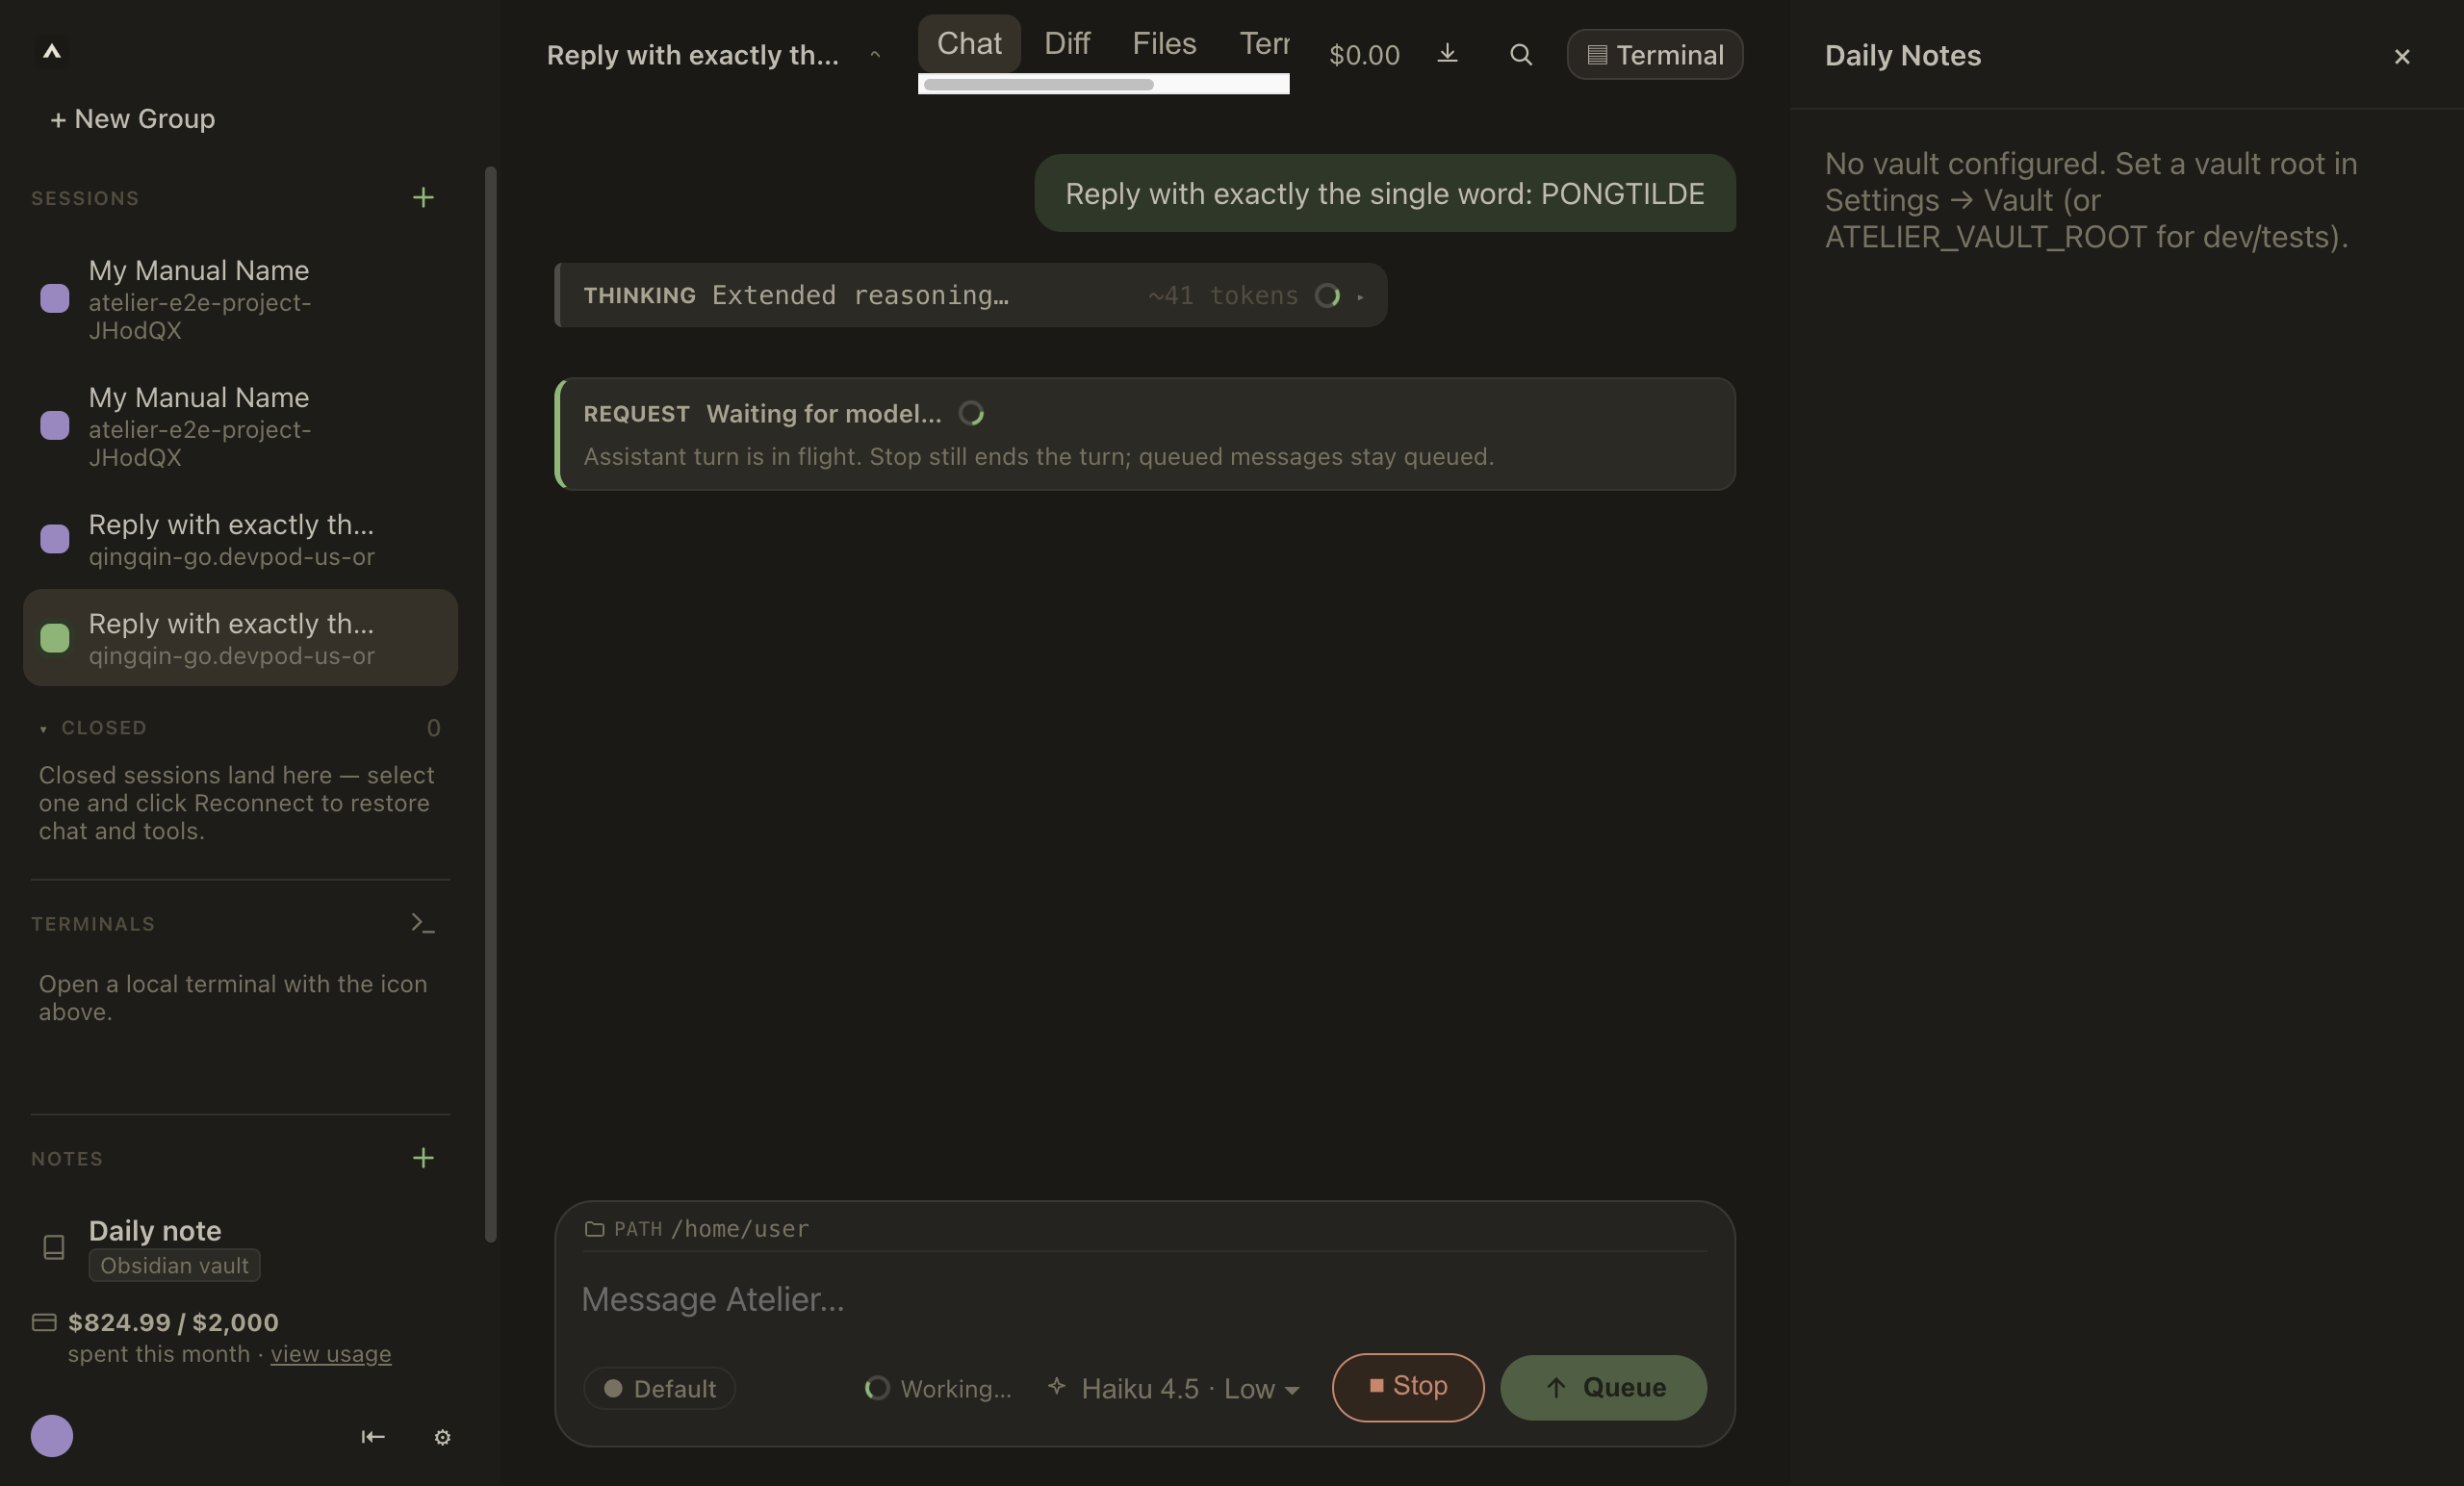 + New Group
SESSIONS
My Manual Name
atelier-e2e-project-
JHodQX
My Manual Name
atelier-e2e-project-
JHodQX
Reply with exactly th...
qingqin-go.devpod-us-or
Reply with exactly th...
qingqin-go.devpod-us-or
CLOSED 0
Closed sessions land here — select
one and click Reconnect to restore
chat and tools.
TERMINALS
Open a local terminal with the icon
above.
NOTES
Daily note
Obsidian vault
$824.99 / $2,000
spent this month · view usage
Reply with exactly th...
Chat Diff Files Terr
$0.00
Terminal
Reply with exactly the single word: PONGTILDE
THINKING Extended reasoning… ~41 tokens
REQUEST Waiting for model...
Assistant turn is in flight. Stop still ends the turn; queued messages stay queued.
PATH /home/user
Message Atelier...
Default
Working...
Haiku 4.5 · Low
Stop
Queue
Daily Notes
No vault configured. Set a vault root in
Settings → Vault (or
ATELIER_VAULT_ROOT for dev/tests).